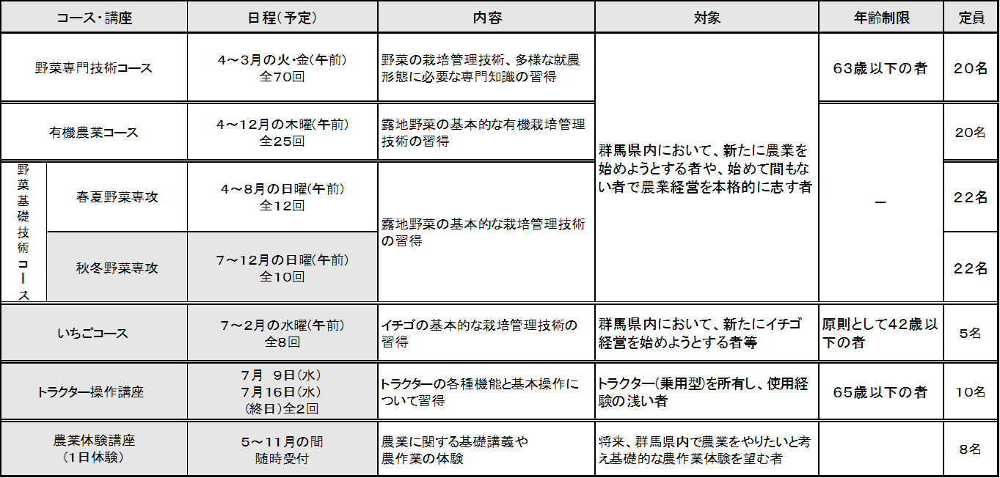 コース・講座
日程(予定)
内容
対象
年齢制限
定員
野菜専門技術コース
4～3月の火・金(午前)
全70回
野菜の栽培管理技術、多様な就農
形態に必要な専門知識の習得
群馬県内において、新たに農業を
始めようとする者や、始めて間もな
い者で農業経営を本格的に志す者
63歳以下の者
20名
有機農業コース
4～12月の木曜(午前)
全25回
露地野菜の基本的な有機栽培管理
技術の習得
－
20名
野菜基礎技術コース
春夏野菜専攻
4～8月の日曜(午前)
全12回
露地野菜の基本的な栽培管理技術
の習得
22名
秋冬野菜専攻
7～12月の日曜(午前)
全10回
22名
いちごコース
7～2月の水曜(午前)
全8回
イチゴの基本的な栽培管理技術の
習得
群馬県内において、新たにイチゴ
経営を始めようとする者等
原則として42歳以
下の者
5名
トラクター操作講座
7月 9日(水)
7月16日(水)
(終日)全2回
トラクターの各種機能と基本操作に
ついて習得
トラクター(乗用型)を所有し、使用経
験の浅い者
65歳以下の者
10名
農業体験講座
(1日体験)
5～11月の間
随時受付
農業に関する基礎講義や
農作業の体験
将来、群馬県内で農業をやりたいと考
え基礎的な農作業体験を望む者
8名